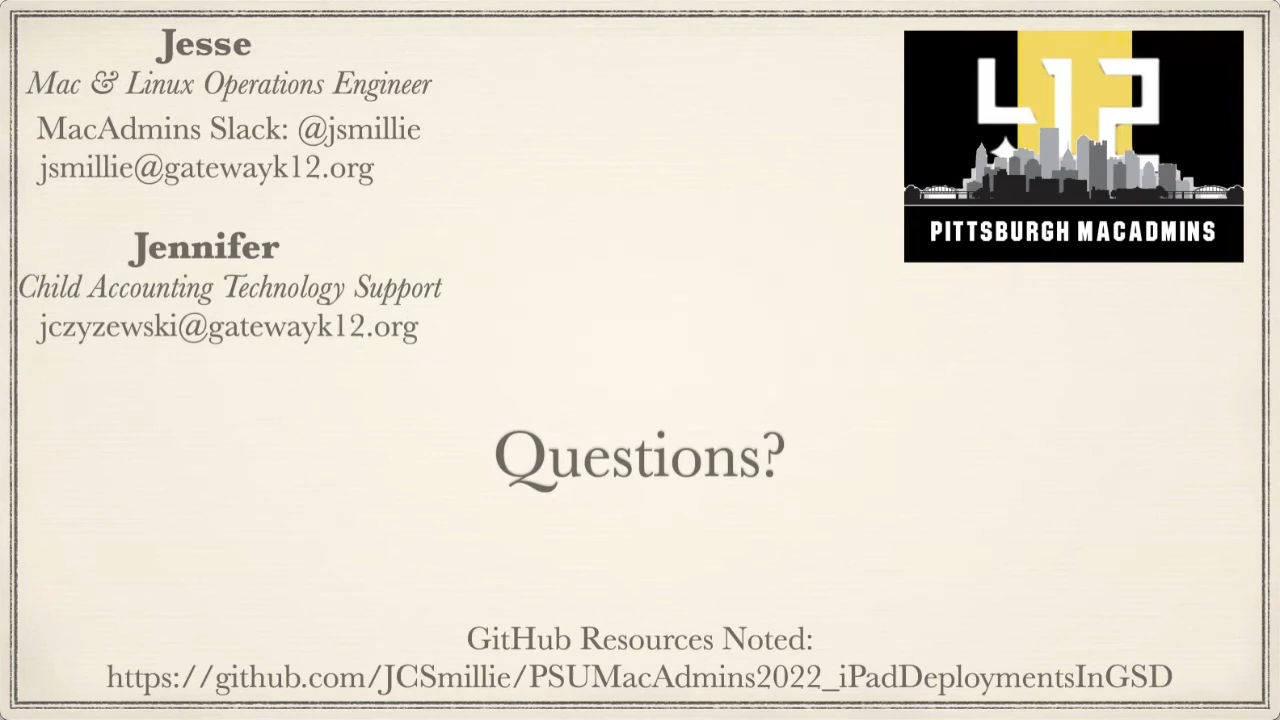 Jesse
Mac & Linux Operations Engineer
MacAdmins Slack: @jsmillie
jsmillie@gatewayk12.org
Jennifer
Child Accounting Technology Support
jczyzewski@gatewayk12.org
412
PITTSBURGH MACADMINS
Questions?
GitHub Resources Noted:
https://github.com/JCSmillie/PSUMacAdmins2022_iPadDeploymentsInGSD